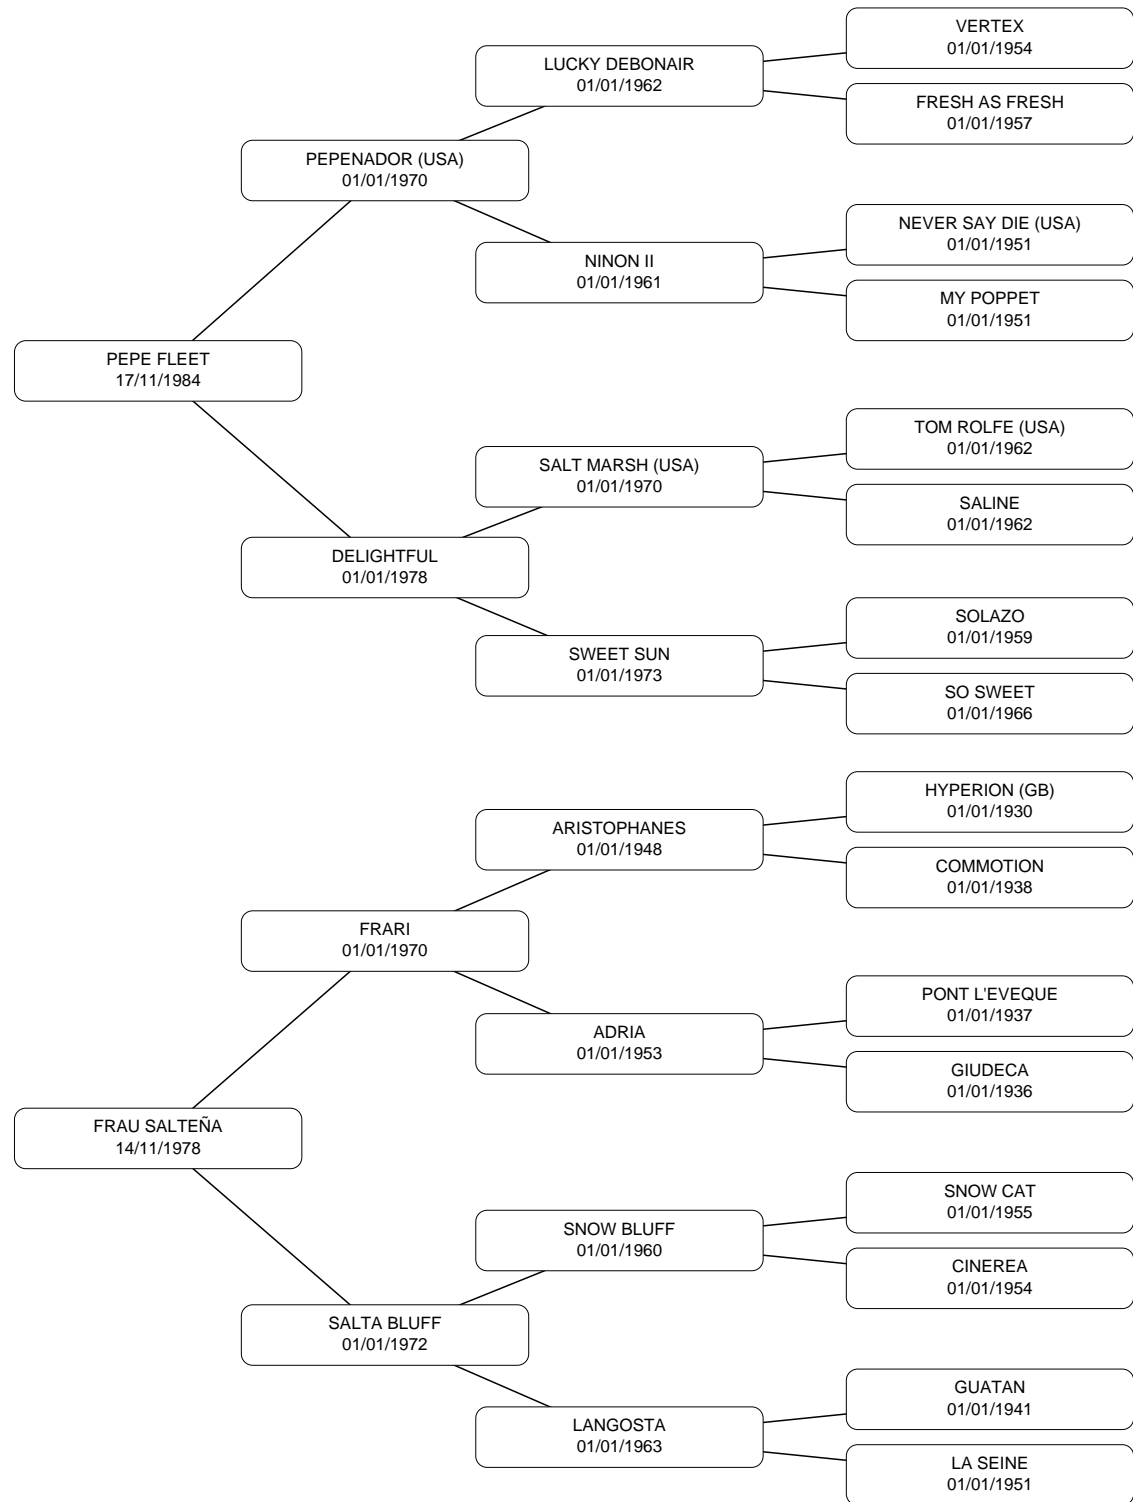 VERTEX
01/01/1954
LUCKY DEBONAIR
01/01/1962
FRESH AS FRESH
01/01/1957
PEPENADOR (USA)
01/01/1970
NEVER SAY DIE (USA)
01/01/1951
NINON II
01/01/1961
MY POPPET
01/01/1951
PEPE FLEET
17/11/1984
TOM ROLFE (USA)
01/01/1962
SALT MARSH (USA)
01/01/1970
SALINE
01/01/1962
DELIGHTFUL
01/01/1978
SOLAZO
01/01/1959
SWEET SUN
01/01/1973
SO SWEET
01/01/1966
HYPERION (GB)
01/01/1930
ARISTOPHANES
01/01/1948
COMMOTION
01/01/1938
FRARI
01/01/1970
PONT L'EVEQUE
01/01/1937
ADRIA
01/01/1953
GIUDECA
01/01/1936
FRAU SALTEÑA
14/11/1978
SNOW CAT
01/01/1955
SNOW BLUFF
01/01/1960
CINEREA
01/01/1954
SALTA BLUFF
01/01/1972
GUATAN
01/01/1941
LANGOSTA
01/01/1963
LA SEINE
01/01/1951